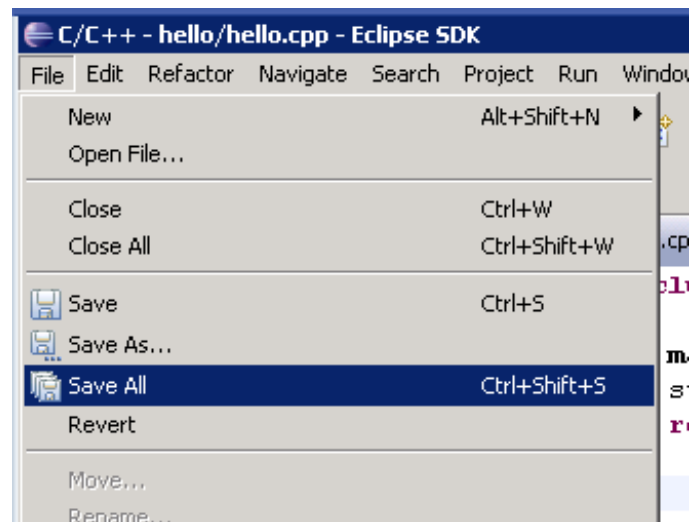 C/C++ - hello/hello.cpp - Eclipse SDK
File Edit Refactor Navigate Search Project Run
New Alt+Shift+N
Open File...
Close Ctrl+W
Close All Ctrl+Shift+W
Save Ctrl+S
Save As...
Save All Ctrl+Shift+S
Revert
Move...
Rename...